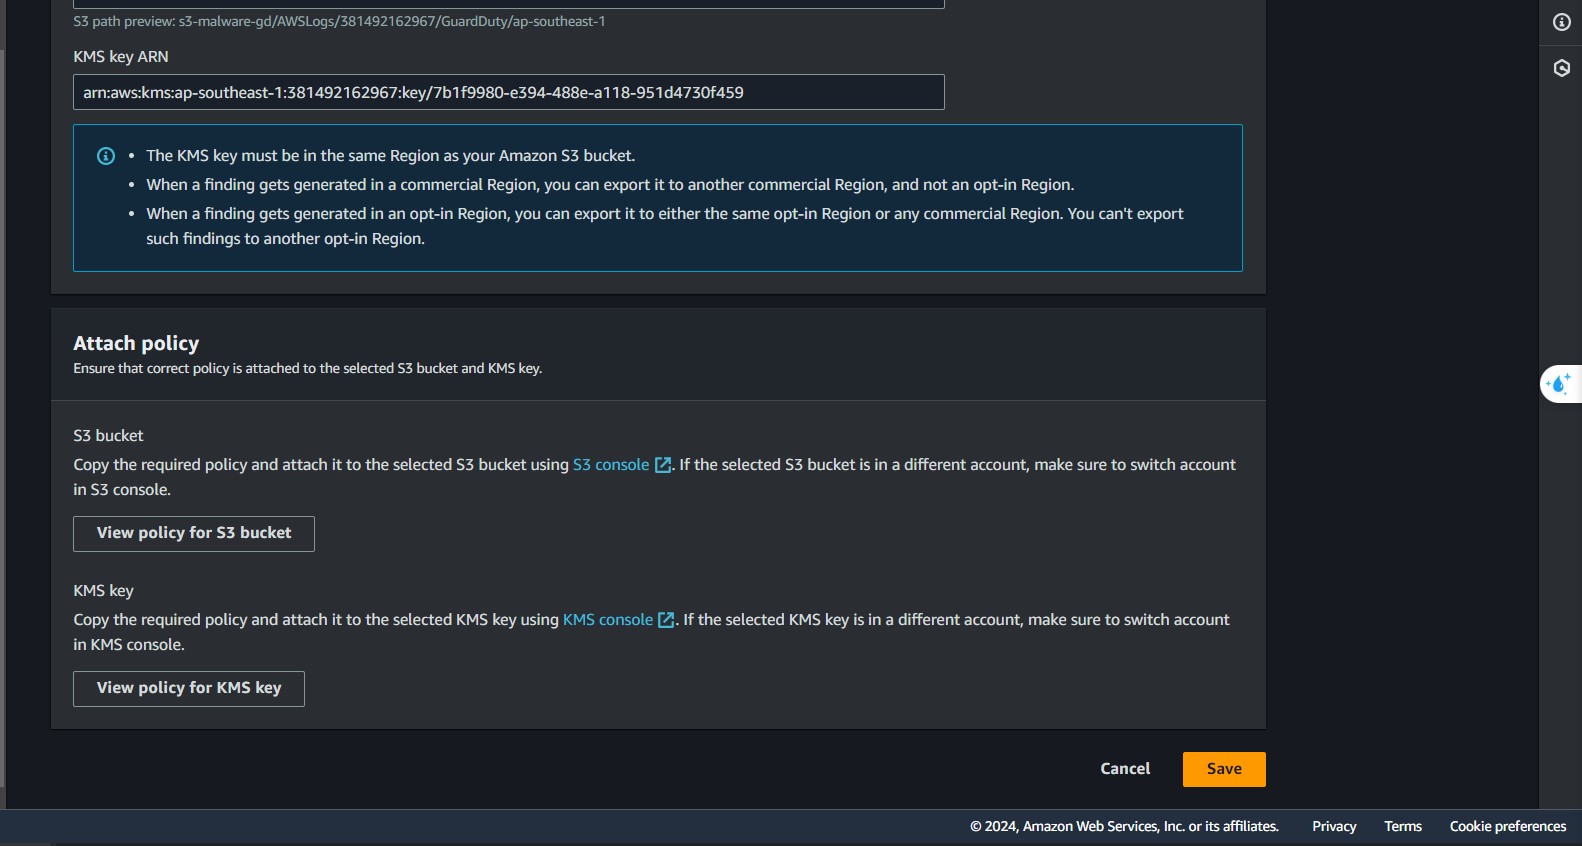 S3 path preview: s3-malware-gd/AWSLogs/381492162967/GuardDuty/ap-southeast-1
KMS key ARN
arn:aws:kms:ap-southeast-1:381492162967:key/7b1f9980-e394-488e-a118-951d4730f459
• The KMS key must be in the same Region as your Amazon S3 bucket.
• When a finding gets generated in a commercial Region, you can export it to another commercial Region, and not an opt-in Region.
• When a finding gets generated in an opt-in Region, you can export it to either the same opt-in Region or any commercial Region. You can't export
such findings to another opt-in Region.
Attach policy
Ensure that correct policy is attached to the selected S3 bucket and KMS key.
S3 bucket
Copy the required policy and attach it to the selected S3 bucket using S3 console. If the selected S3 bucket is in a different account, make sure to switch account
in S3 console.
View policy for S3 bucket
KMS key
Copy the required policy and attach it to the selected KMS key using KMS console. If the selected KMS key is in a different account, make sure to switch account
in KMS console.
View policy for KMS key
Cancel
Save
© 2024, Amazon Web Services, Inc. or its affiliates. Privacy Terms Cookie preferences